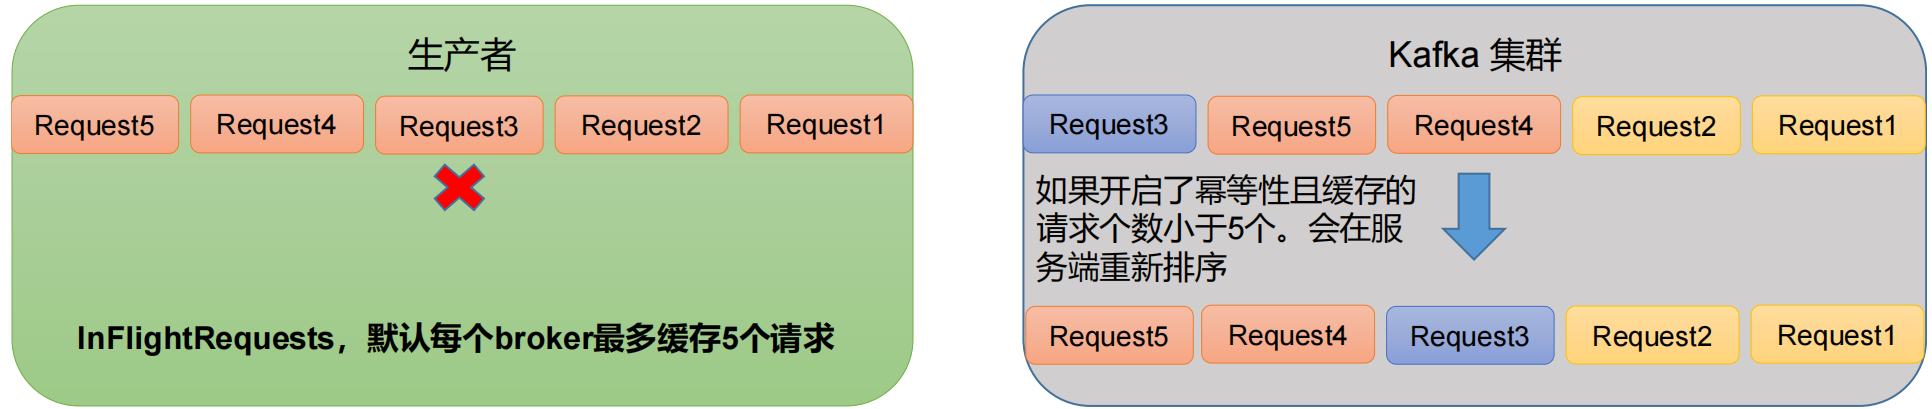 生产者
Request5 Request4 Request3 Request2 Request1
InFlightRequests，默认每个broker最多缓存5个请求
Kafka 集群
Request3 Request5 Request4 Request2 Request1
如果开启了幂等性且缓存的
请求个数小于5个。会在服
务端重新排序
Request5 Request4 Request3 Request2 Request1